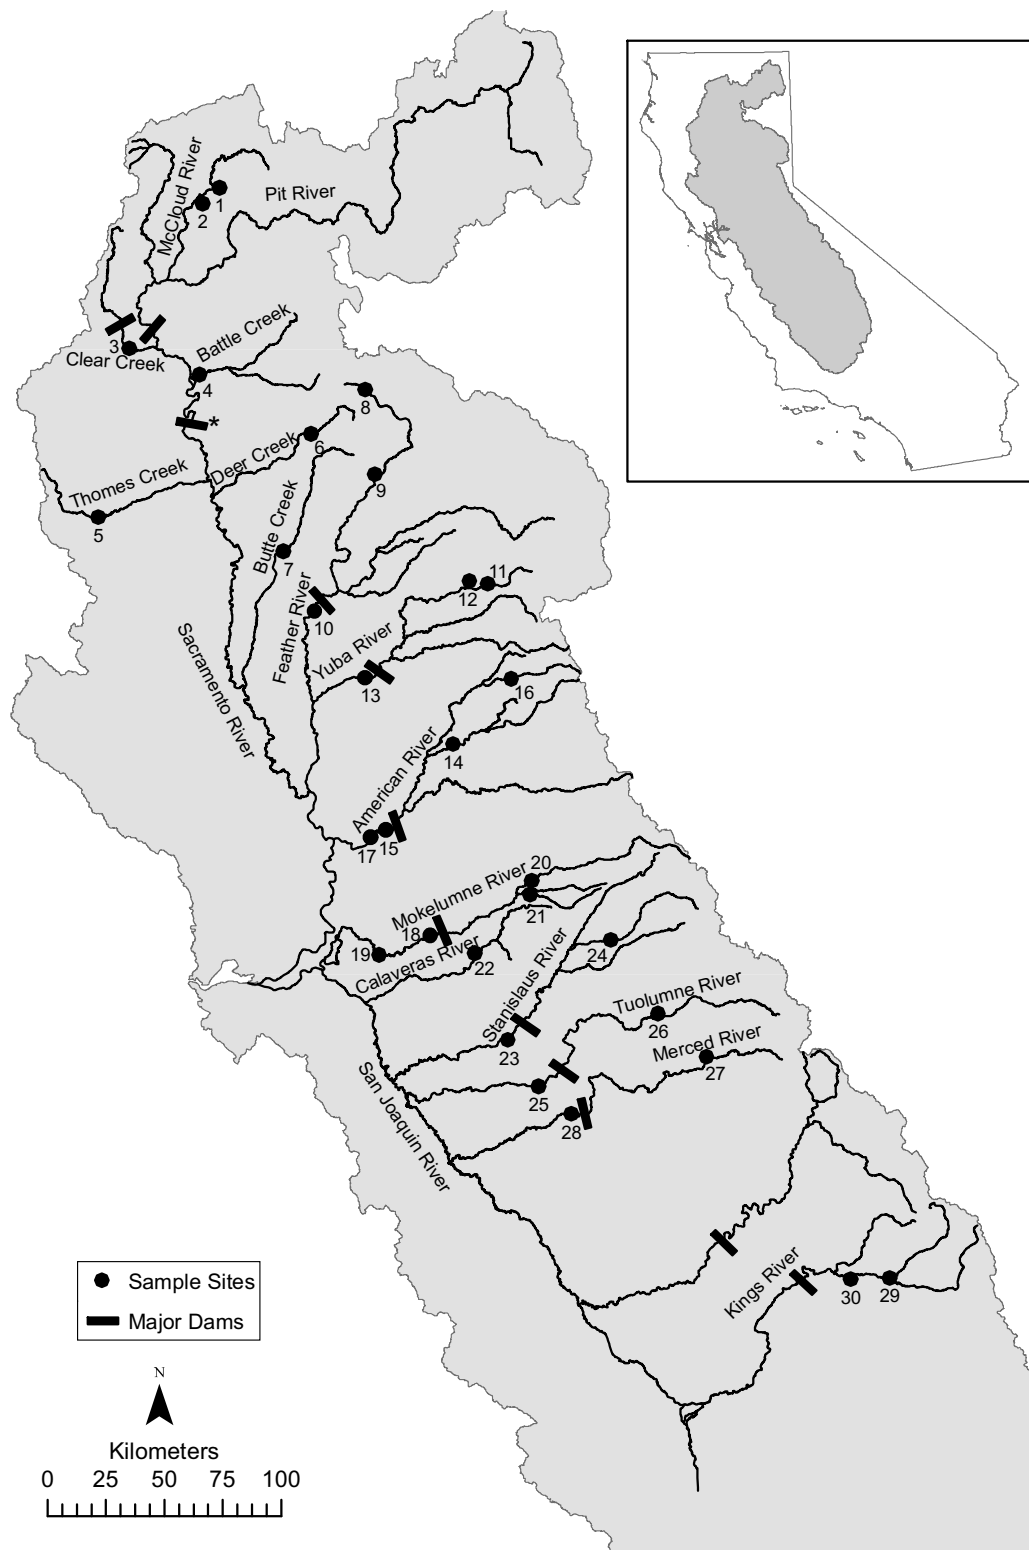 McCloud River
1
2
Pit River
3
Clear Creek
Battle Creek
4
*
8
6
Deer Creek
Thomes Creek
5
9
Butte Creek
7
11
12
10
Feather River
Yuba River
13
Sacramento River
16
14
American River
17
15
20
Mokelumne River
21
18
19
Calaveras River
22
24
Stanislaus River
23
Tuolumne River
26
Merced River
27
25
28
San Joaquin River
Kings River
30
29
Sample Sites
Major Dams
N
Kilometers
0 25 50 75 100